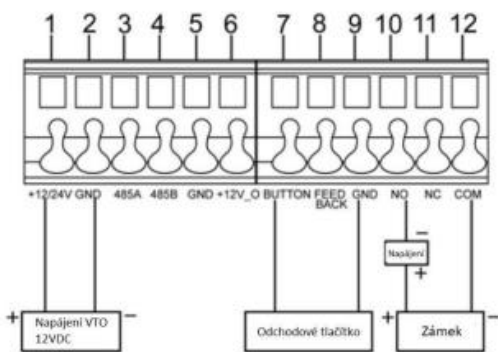 1 2 3 4 5 6 7 8 9 10 11 12
+12/24V GND 485A 485B GND +12V_O BUTTON FEED BACK GND NO NC COM
−
Napájení
+
+ Napájení VTO 12VDC −
Odchodové tlačítko
+ Zámek −